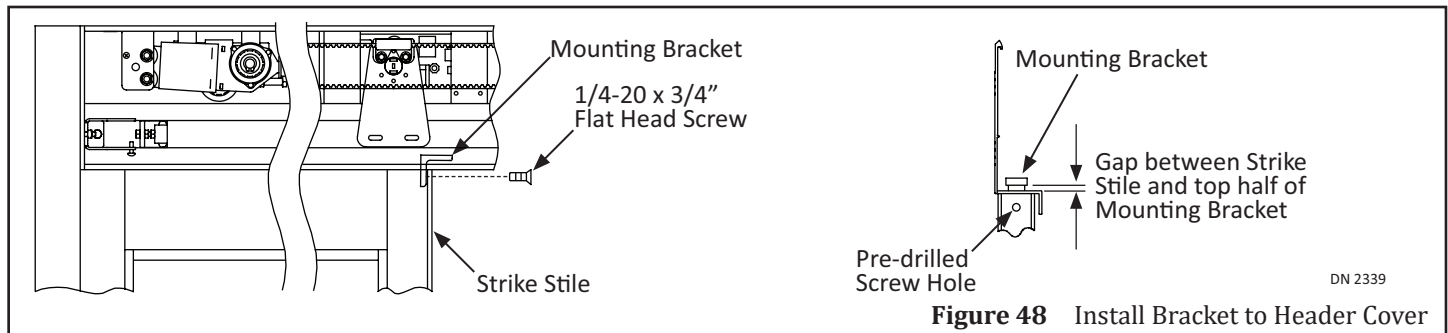 Mounting Bracket
1/4-20 x 3/4”
Flat Head Screw
Strike Stile
Mounting Bracket
Gap between Strike
Stile and top half of
Mounting Bracket
Pre-drilled
Screw Hole
DN 2339
Figure 48 Install Bracket to Header Cover